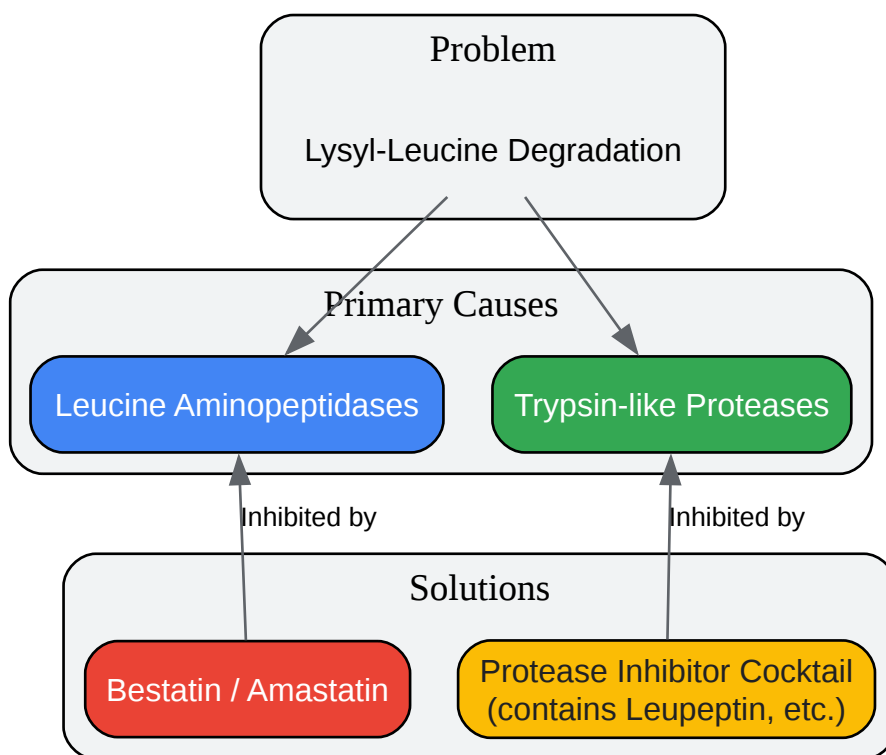 Problem
Lysyl-Leucine Degradation
Primary Causes
Leucine Aminopeptidases
Trypsin-like Proteases
Inhibited by
Inhibited by
Solutions
Bestatin / Amastatin
Protease Inhibitor Cocktail
(contains Leupeptin, etc.)